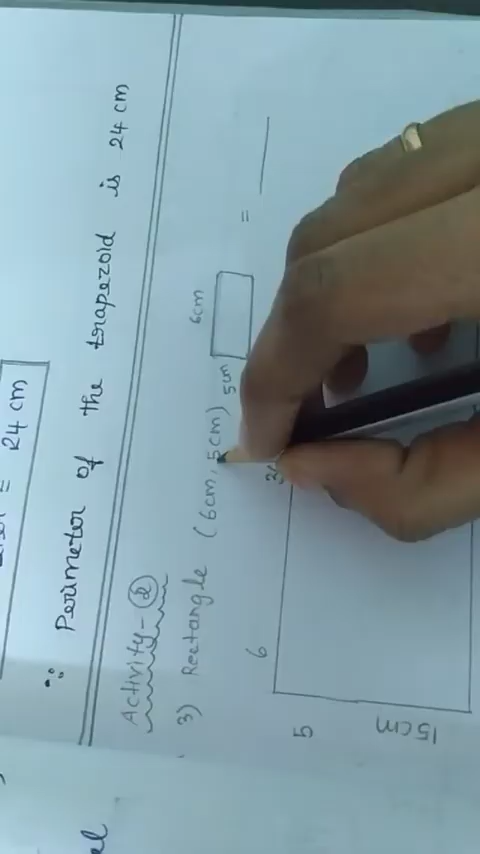 = 24 cm
∴ Perimeter of the trapezoid is 24 cm
Activity-②
3) Rectangle (6cm, 5cm)
6cm
5cm
= ___
6
5
15cm